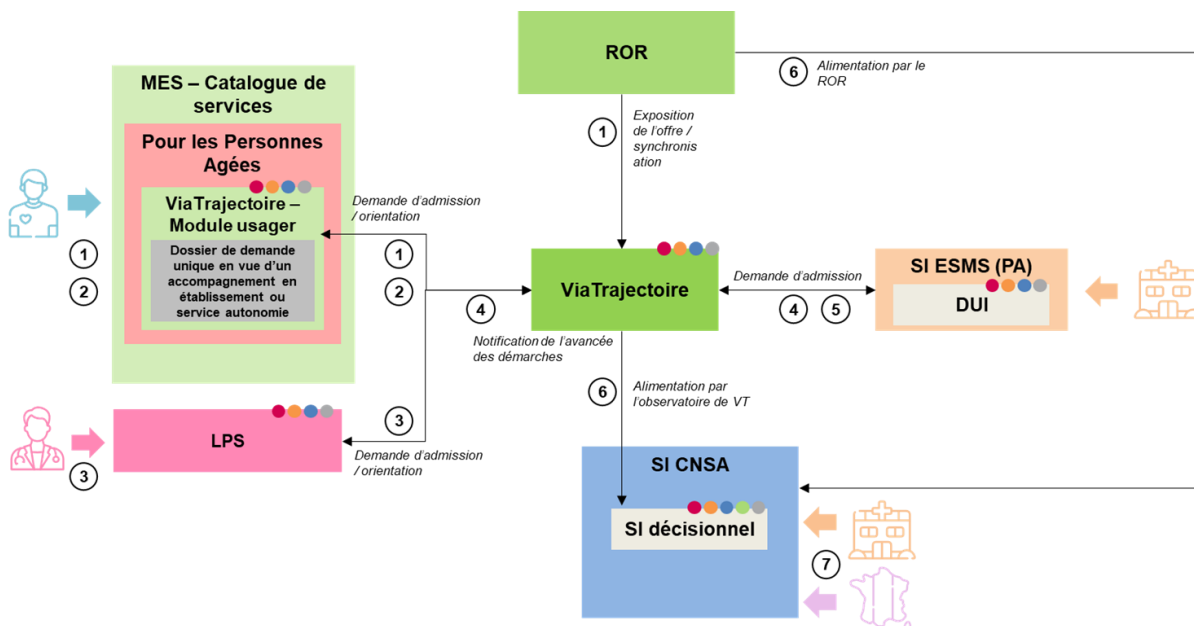 ROR
6
Alimentation par le
ROR
MES – Catalogue de
services
Pour les Personnes
Agées
ViaTrajectoire –
Module usager
Dossier de demande
unique en vue d’un
accompagnement en
établissement ou
service autonomie
1
2
Demande d’admission
/ orientation
1
2
1
Exposition
de l’offre /
synchronis
ation
ViaTrajectoire
4
Notification de l’avancée
des démarches
Demande d’admission
4
5
SI ESMS (PA)
DUI
LPS
3
3
Demande d’admission
/ orientation
6
Alimentation par
l’observatoire de VT
SI CNSA
SI décisionnel
7